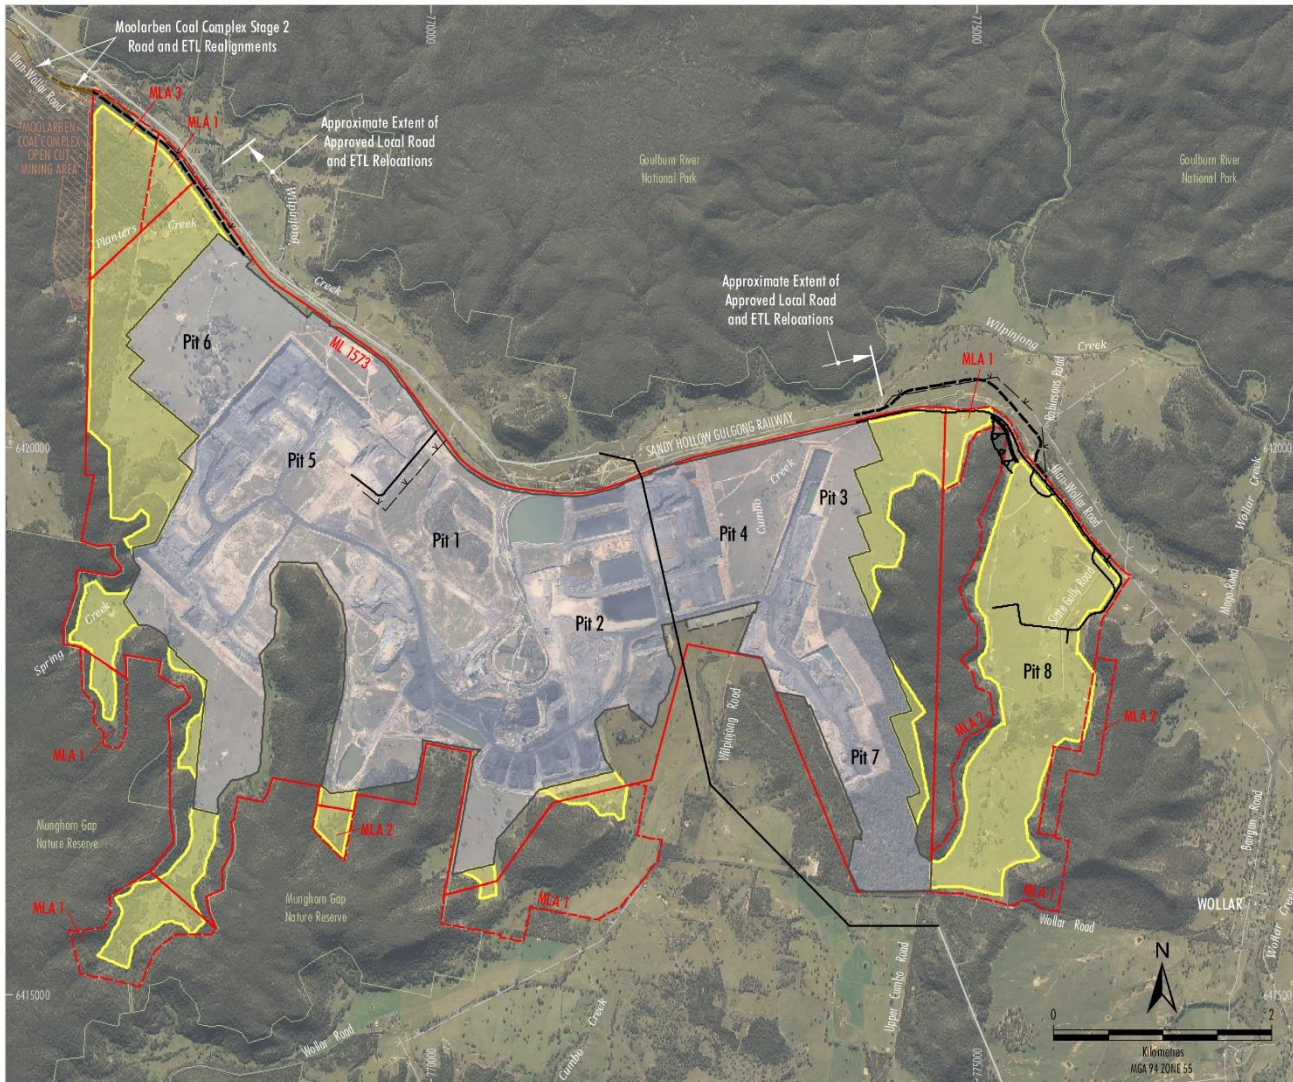 Moolarben Coal Complex Stage 2
Road and ETL Realignments
770000
775000
Ulan-Wollar Road
MLA 3
MLA 1
MOOLARBEN
COAL COMPLEX
OPEN CUT
MINING AREA
Approximate Extent of
Approved Local Road
and ETL Relocations
Goulburn River
National Park
Goulburn River
National Park
Wilpinjong
Creek
Planters Creek
Approximate Extent of
Approved Local Road
and ETL Relocations
Wilpinjong Creek
Pit 6
ML 1573
MLA 1
Robinsons Road
SANDY HOLLOW GULGONG RAILWAY
6420000
Pit 5
Cumbo Creek
Pit 3
Ulan-Wollar Road
Wollar Creek
Pit 1
Pit 4
Mogo Road
Slate Gully Road
Spring Creek
Pit 2
Pit 8
Wilpinjong Road
MLA 2
MLA 2
MLA 1
Pit 7
Barigan Road
Munghorn Gap
Nature Reserve
MLA 2
MLA 1
Munghorn Gap
Nature Reserve
MLA 1
MLA 1
Wollar Road
WOLLAR
Wollar Creek
N
6415000
Wollar Road
Cumbo Creek
Upper Cumbo Road
0
2
Kilometres
MGA 94 ZONE 55
770000
775000